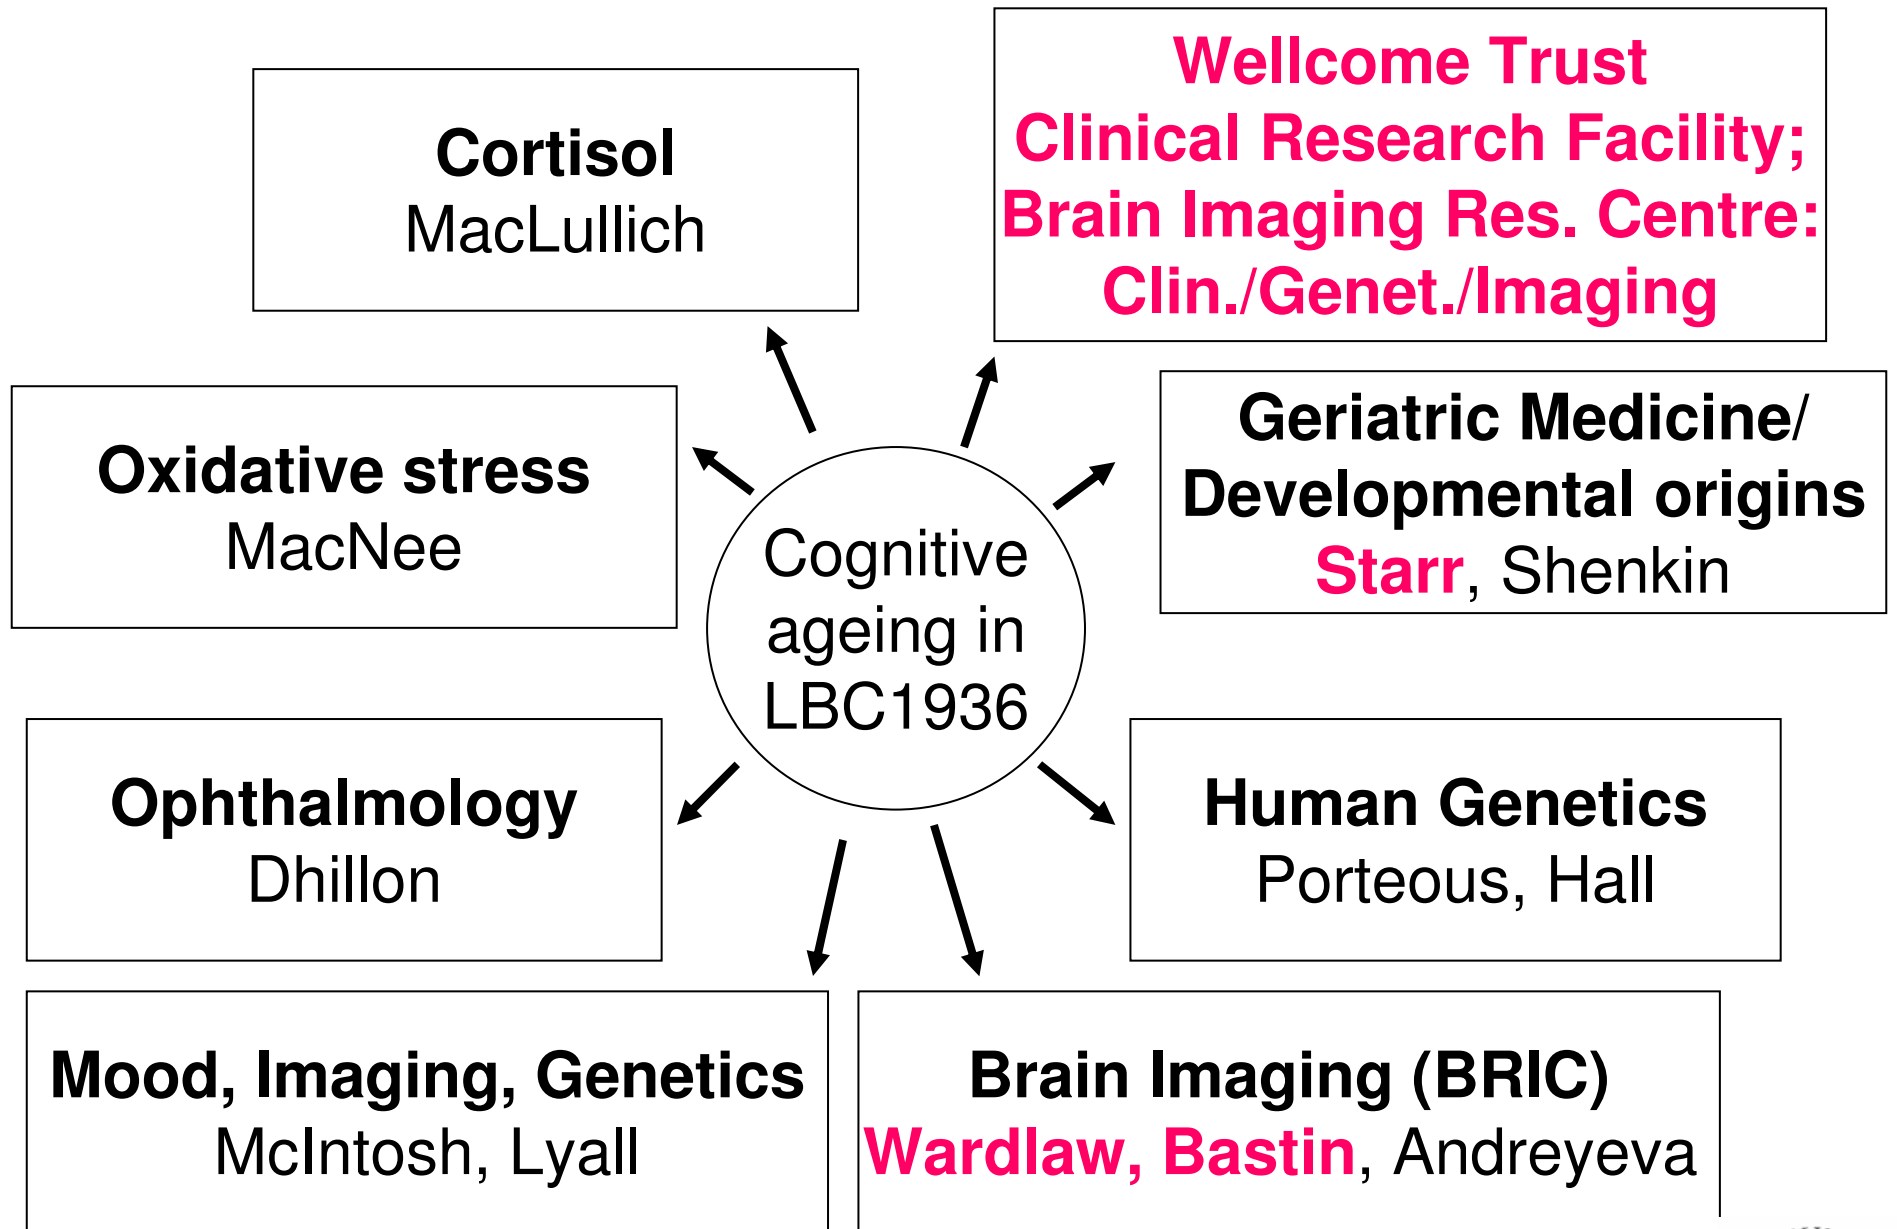 Cortisol
MacLullich
Wellcome Trust
Clinical Research Facility;
Brain Imaging Res. Centre:
Clin./Genet./Imaging
Oxidative stress
MacNee
Geriatric Medicine/
Developmental origins
Starr, Shenkin
Cognitive
ageing in
LBC1936
Ophthalmology
Dhillon
Human Genetics
Porteous, Hall
Mood, Imaging, Genetics
McIntosh, Lyall
Brain Imaging (BRIC)
Wardlaw, Bastin, Andreyeva